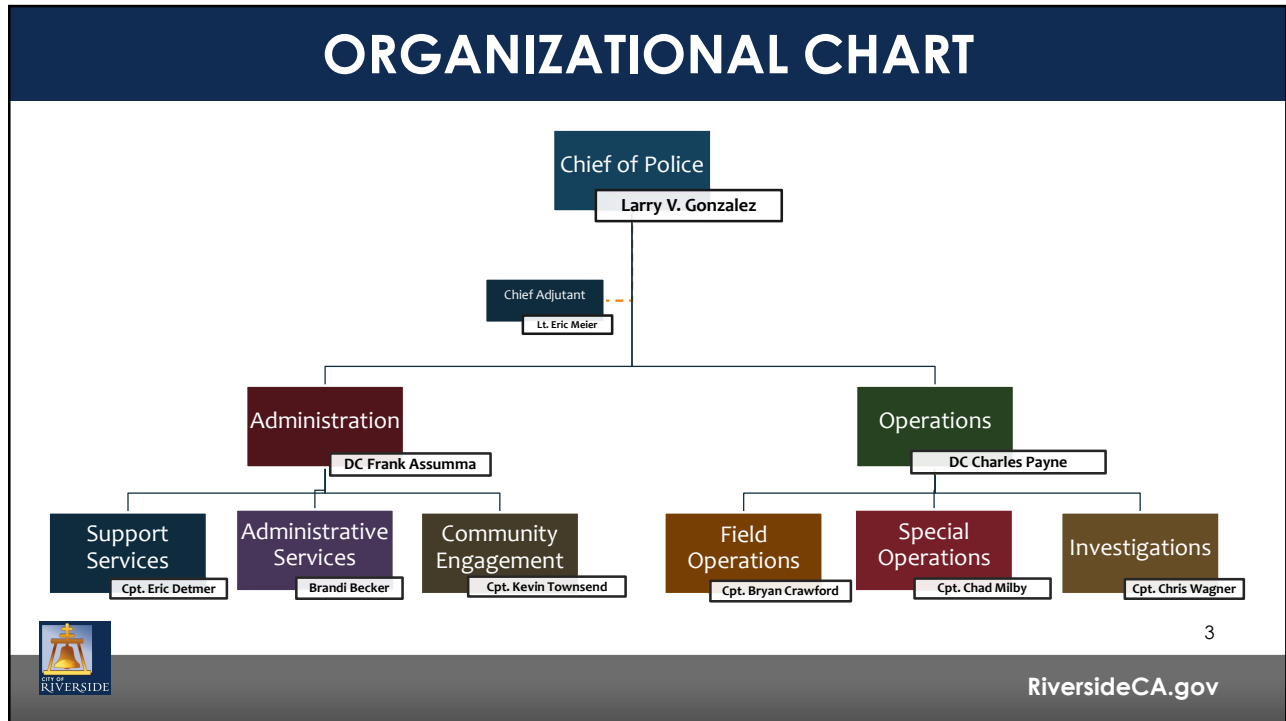 ORGANIZATIONAL CHART
Chief of Police
Larry V. Gonzalez
Chief Adjutant
Lt. Eric Meier
Administration
DC Frank Assumma
Operations
DC Charles Payne
Support
Services
Cpt. Eric Detmer
Administrative
Services
Brandi Becker
Community
Engagement
Cpt. Kevin Townsend
Field
Operations
Cpt. Bryan Crawford
Special
Operations
Cpt. Chad Milby
Investigations
Cpt. Chris Wagner
3
CITY OF
RIVERSIDE
RiversideCA.gov